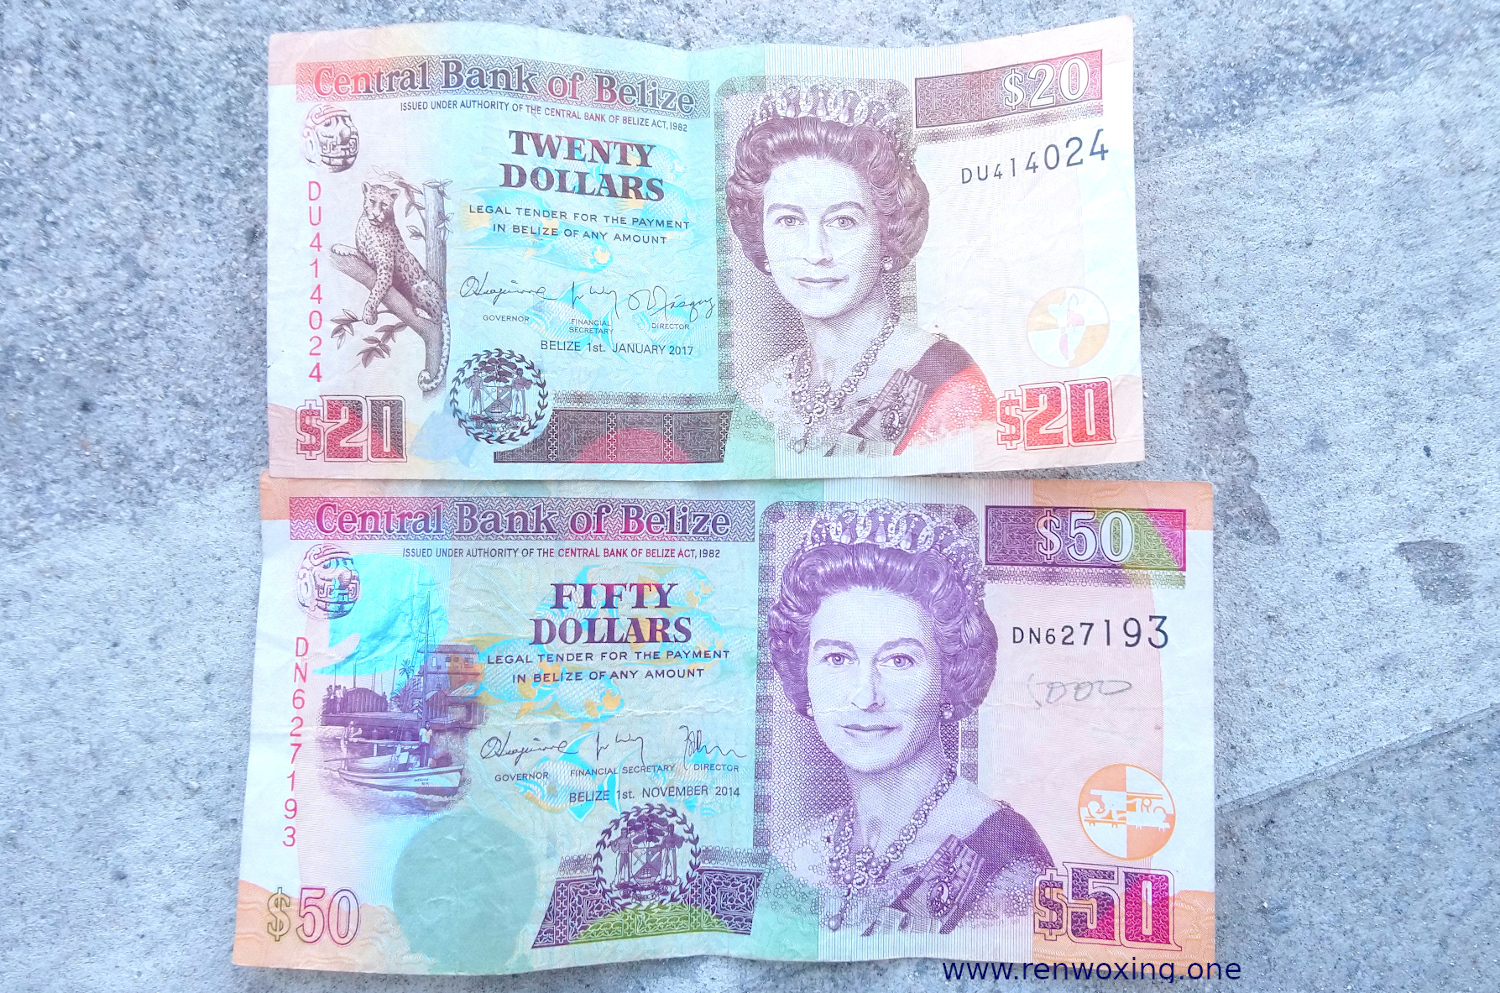 Central Bank of Belize
ISSUED UNDER AUTHORITY OF THE CENTRAL BANK OF BELIZE ACT, 1982
$20
TWENTY
DOLLARS
DU414024
LEGAL TENDER FOR THE PAYMENT
IN BELIZE OF ANY AMOUNT
DU414024
GOVERNOR
FINANCIAL
SECRETARY
DIRECTOR
BELIZE 1st. JANUARY 2017
$20
$20
Central Bank of Belize
ISSUED UNDER AUTHORITY OF THE CENTRAL BANK OF BELIZE ACT, 1982
$50
FIFTY
DOLLARS
DN627193
LEGAL TENDER FOR THE PAYMENT
IN BELIZE OF ANY AMOUNT
DN627193
GOVERNOR
FINANCIAL SECRETARY
DIRECTOR
BELIZE 1st. NOVEMBER 2014
$50
$50
www.renwoxing.one